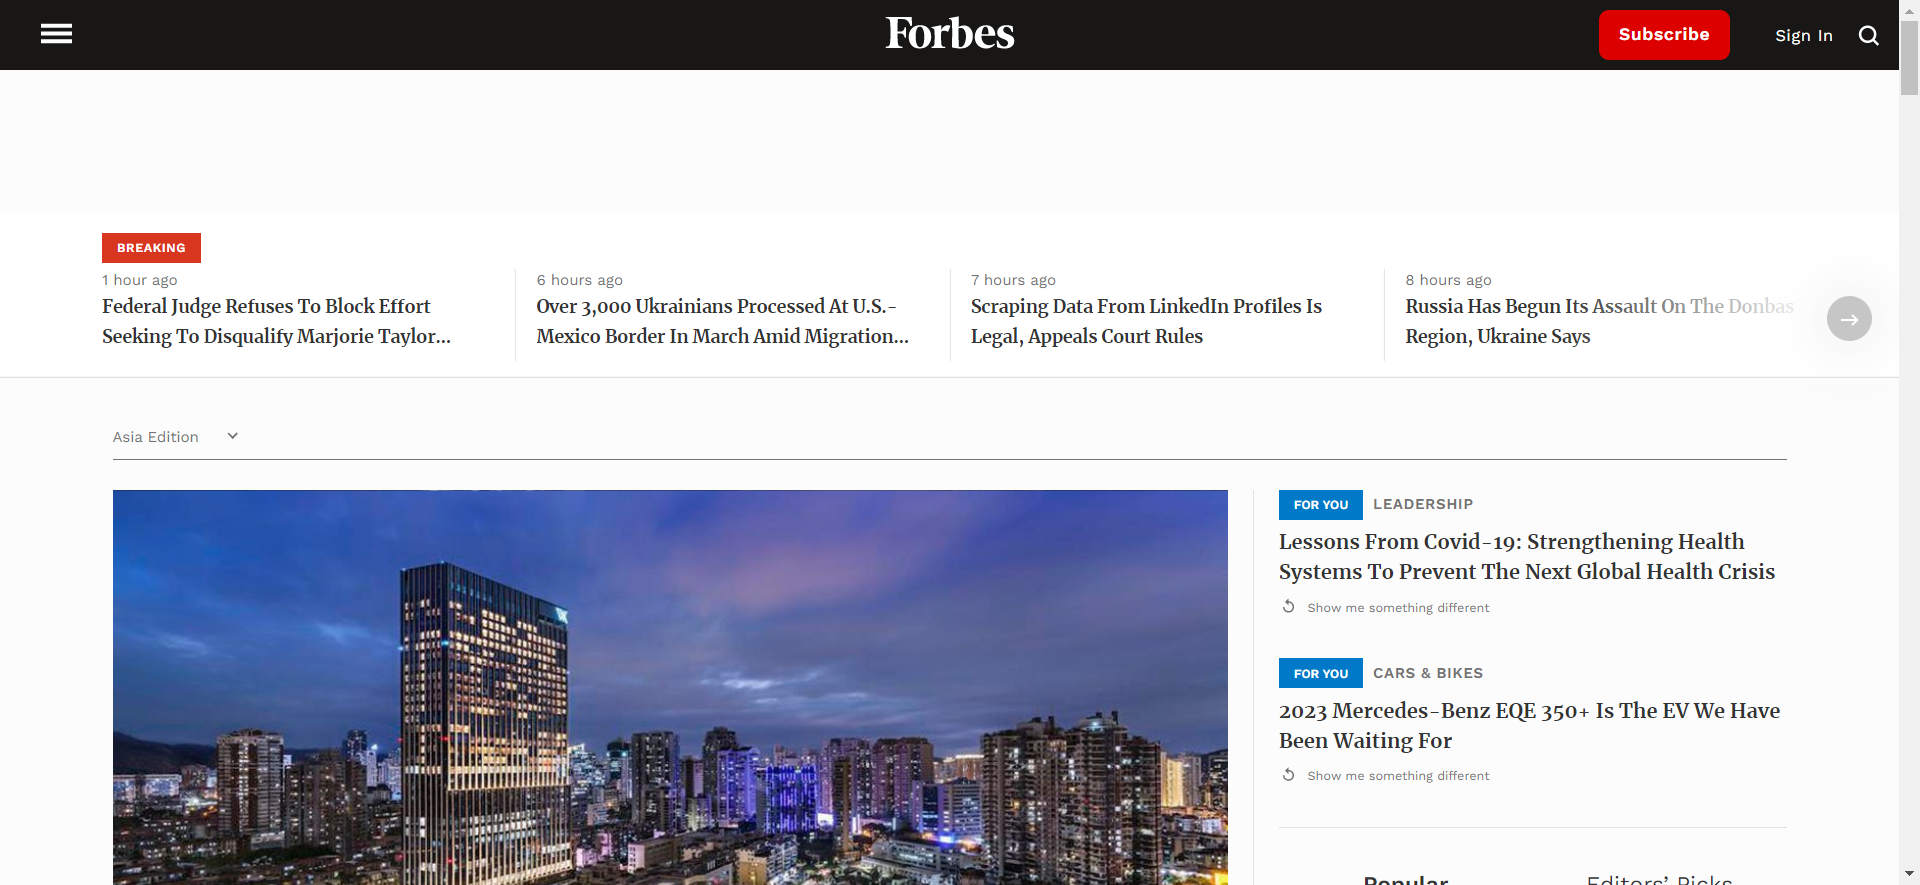 Forbes
Subscribe
Sign In
BREAKING
1 hour ago
Federal Judge Refuses To Block Effort
Seeking To Disqualify Marjorie Taylor...
6 hours ago
Over 3,000 Ukrainians Processed At U.S.-
Mexico Border In March Amid Migration...
7 hours ago
Scraping Data From LinkedIn Profiles Is
Legal, Appeals Court Rules
8 hours ago
Russia Has Begun Its Assault On The Donbas
Region, Ukraine Says
Asia Edition
FOR YOU LEADERSHIP
Lessons From Covid-19: Strengthening Health
Systems To Prevent The Next Global Health Crisis
Show me something different
FOR YOU CARS & BIKES
2023 Mercedes-Benz EQE 350+ Is The EV We Have
Been Waiting For
Show me something different
Popular
Editors' Picks